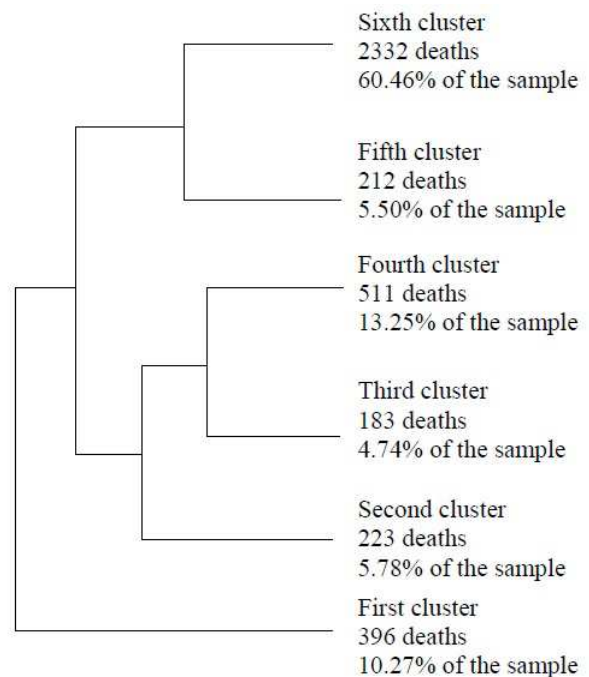 Sixth cluster
2332 deaths
60.46% of the sample
Fifth cluster
212 deaths
5.50% of the sample
Fourth cluster
511 deaths
13.25% of the sample
Third cluster
183 deaths
4.74% of the sample
Second cluster
223 deaths
5.78% of the sample
First cluster
396 deaths
10.27% of the sample